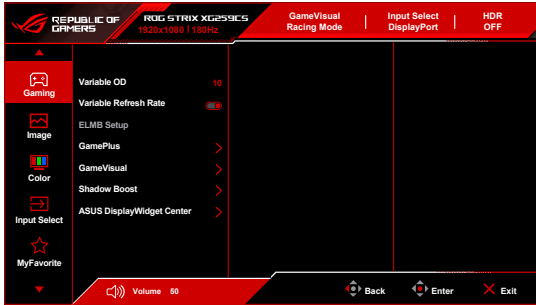 REPUBLIC OF
GAMERS
ROG STRIX XG259CS
1920x1080 | 180Hz
GameVisual
Racing Mode
Input Select
DisplayPort
HDR
OFF
Gaming
Image
Color
Input Select
MyFavorite
Variable OD 10
Variable Refresh Rate
ELMB Setup
GamePlus
GameVisual
Shadow Boost
ASUS DisplayWidget Center
Volume 50
Back
Enter
Exit